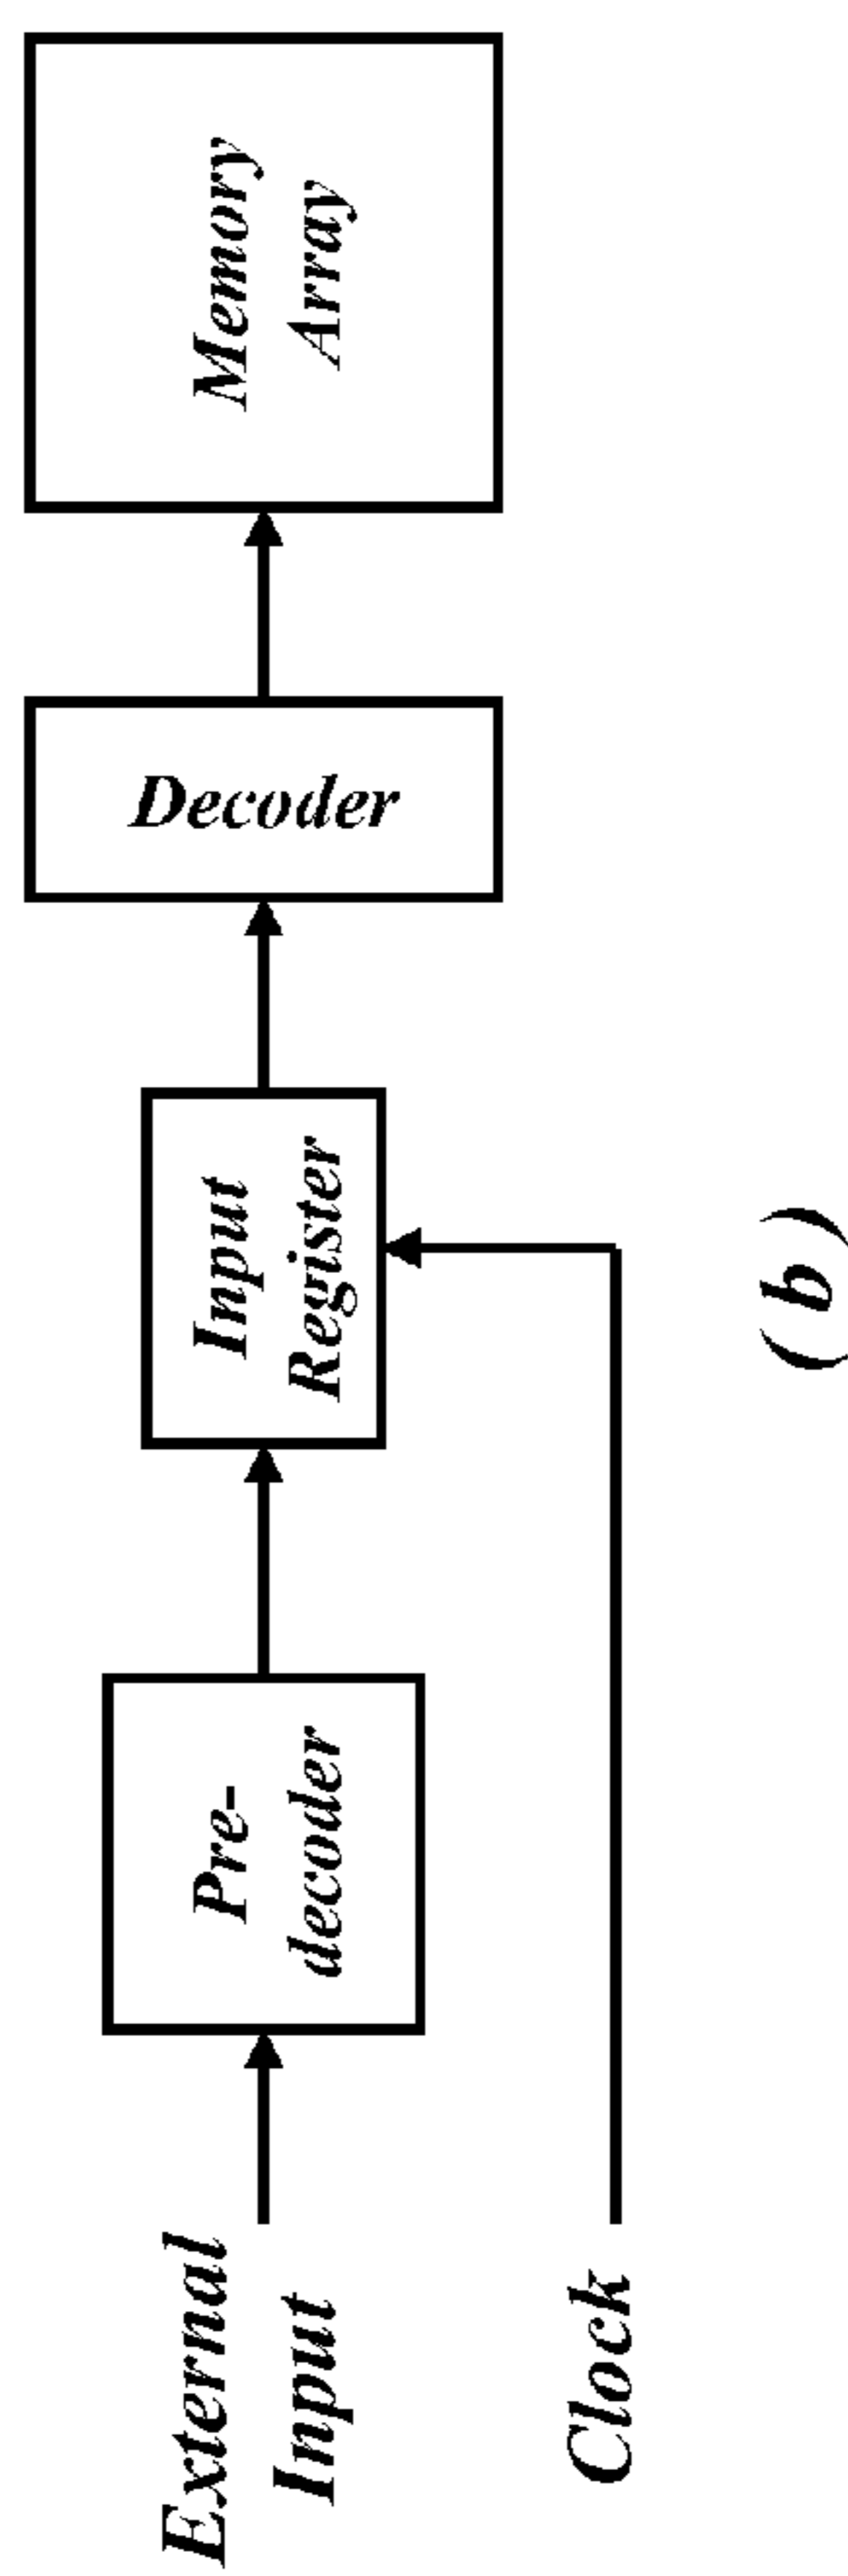 External
Input
Pre-
decoder
Input
Register
Decoder
Memory
Array
Clock
( b )